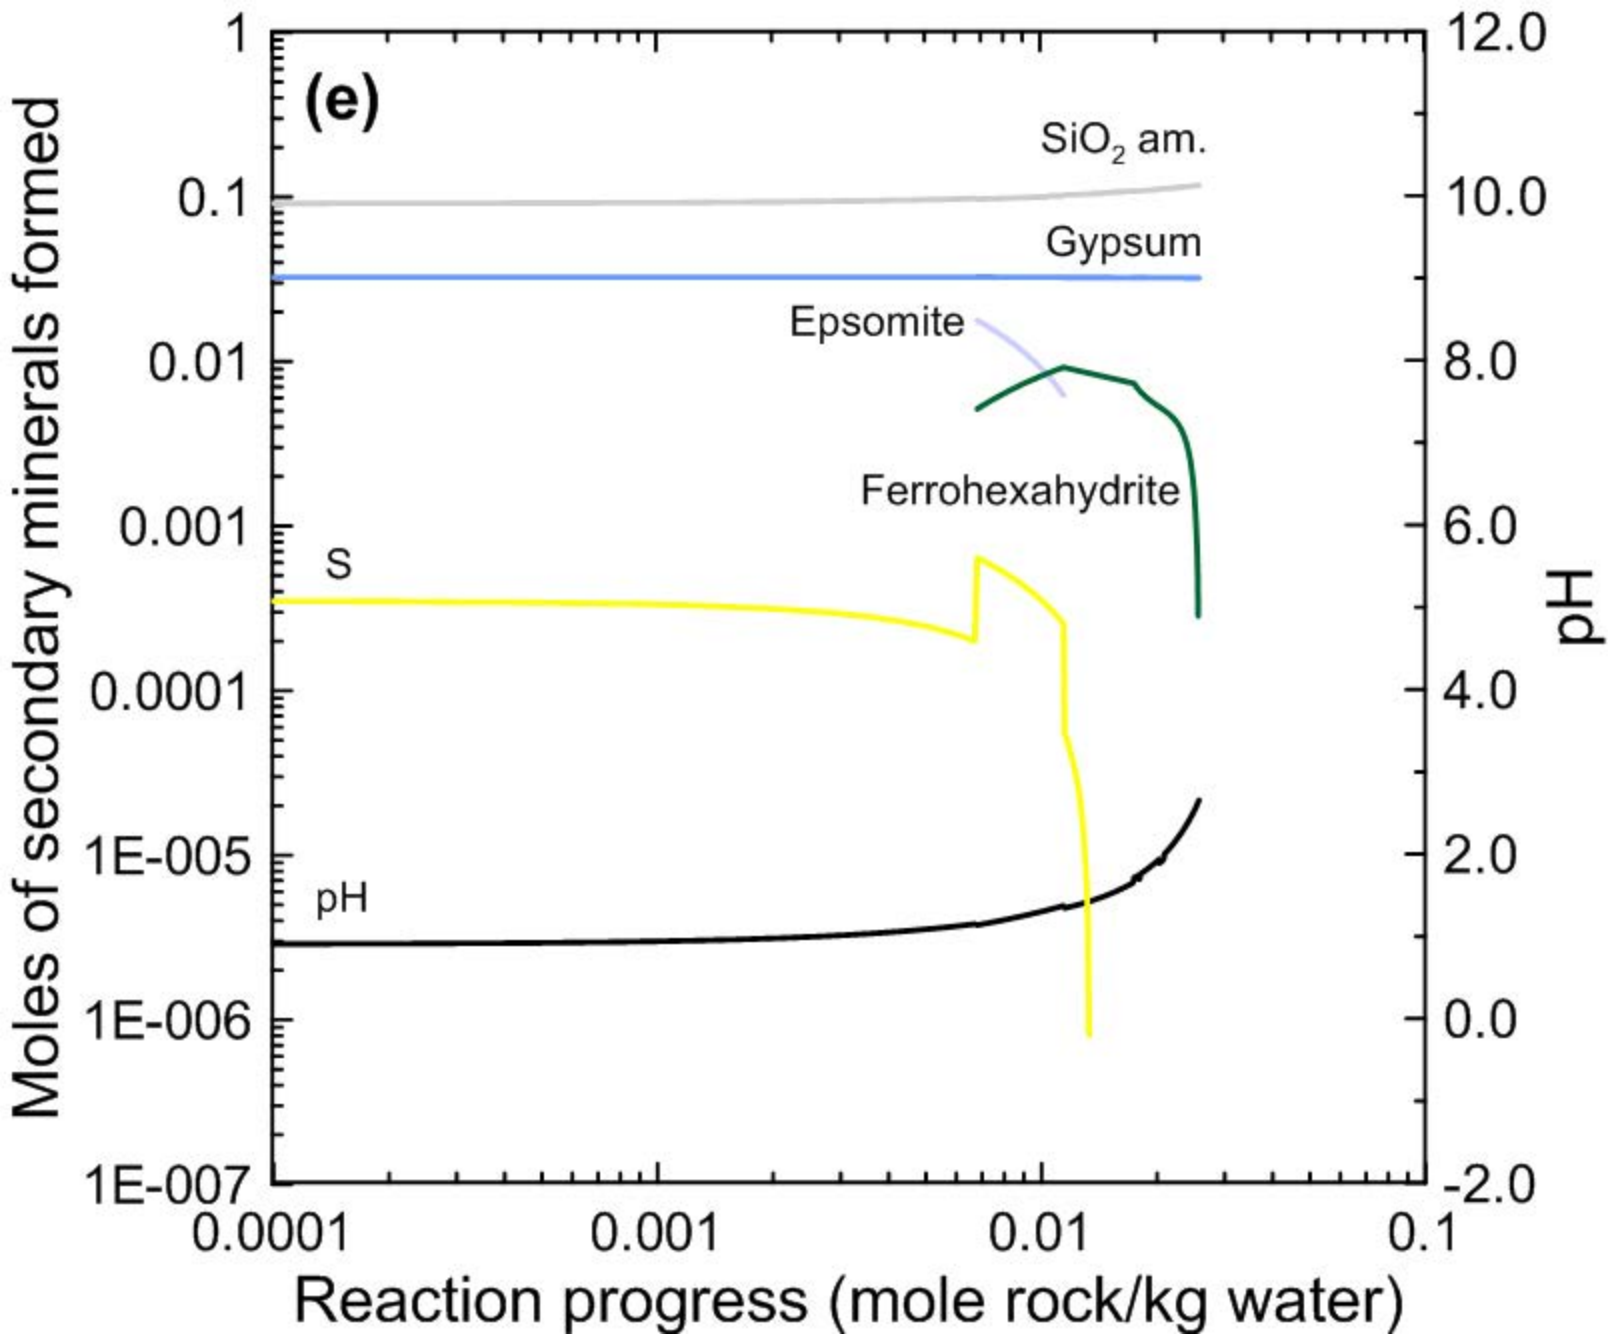 Moles of secondary minerals formed
1
0.1
0.01
0.001
0.0001
1E-005
1E-006
1E-007
(e)
SiO2 am.
Gypsum
Epsomite
Ferrohexahydrite
S
pH
12.0
10.0
8.0
6.0
4.0
2.0
0.0
-2.0
pH
0.0001 0.001 0.01 0.1
Reaction progress (mole rock/kg water)